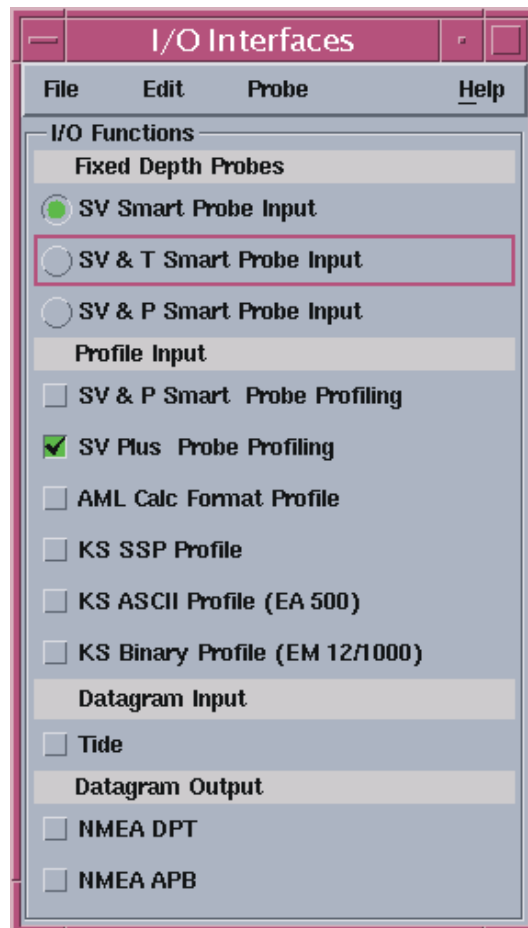 I/O Interfaces
File Edit Probe Help
I/O Functions
Fixed Depth Probes
SV Smart Probe Input
SV & T Smart Probe Input
SV & P Smart Probe Input
Profile Input
SV & P Smart Probe Profiling
SV Plus Probe Profiling
AML Calc Format Profile
KS SSP Profile
KS ASCII Profile (EA 500)
KS Binary Profile (EM 12/1000)
Datagram Input
Tide
Datagram Output
NMEA DPT
NMEA APB